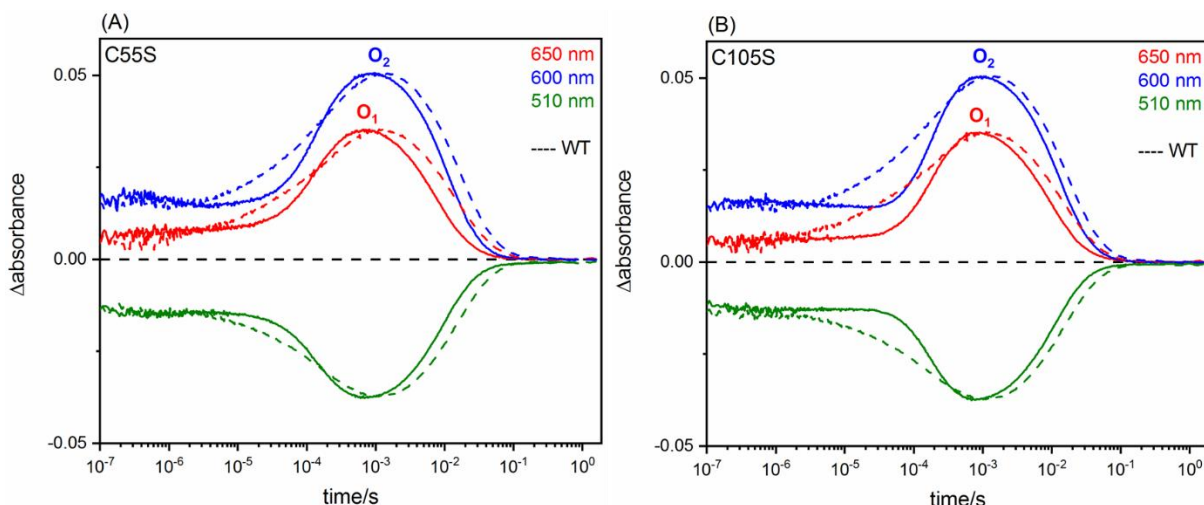 (A)
C55S
O₂
O₁
650 nm
600 nm
510 nm
---- WT
0.05
0.00
-0.05
Δabsorbance
10⁻⁷ 10⁻⁶ 10⁻⁵ 10⁻⁴ 10⁻³ 10⁻² 10⁻¹ 10⁰
time/s
(B)
C105S
O₂
O₁
650 nm
600 nm
510 nm
---- WT
0.05
0.00
-0.05
Δabsorbance
10⁻⁷ 10⁻⁶ 10⁻⁵ 10⁻⁴ 10⁻³ 10⁻² 10⁻¹ 10⁰
time/s